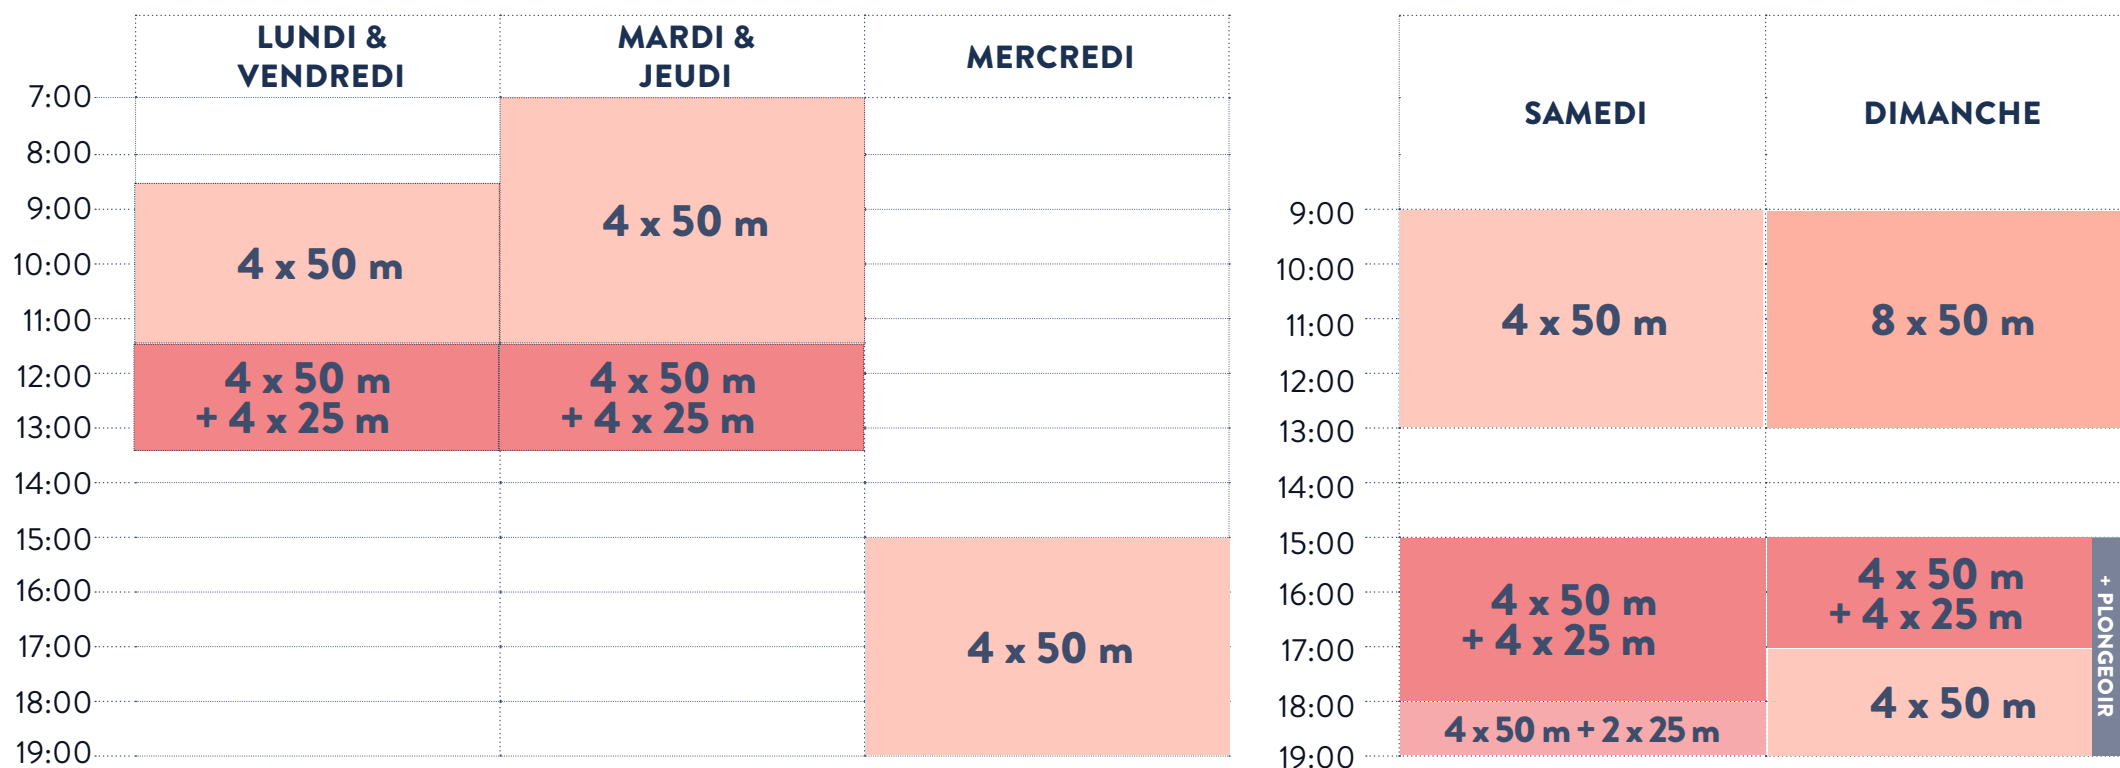 LUNDI &
VENDREDI
MARDI &
JEUDI
MERCREDI
7:00
8:00
9:00
10:00
11:00
12:00
13:00
14:00
15:00
16:00
17:00
18:00
19:00
4 x 50 m
4 x 50 m
+ 4 x 25 m
4 x 50 m
4 x 50 m
+ 4 x 25 m
4 x 50 m
SAMEDI
DIMANCHE
9:00
10:00
11:00
12:00
13:00
14:00
15:00
16:00
17:00
18:00
19:00
4 x 50 m
4 x 50 m
+ 4 x 25 m
4 x 50 m + 2 x 25 m
8 x 50 m
4 x 50 m
+ 4 x 25 m
4 x 50 m
+ PLONGEOIR